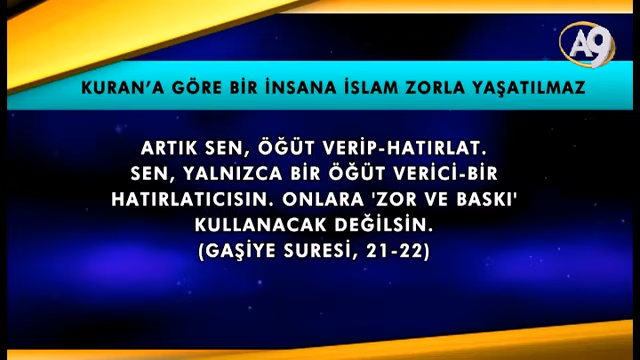 A9
KURAN'A GÖRE BİR İNSANA İSLAM ZORLA YAŞATILMAZ
ARTIK SEN, ÖĞÜT VERİP-HATIRLAT.
SEN, YALNIZCA BİR ÖĞÜT VERİCİ-BİR
HATIRLATICISIN. ONLARA 'ZOR VE BASKI'
KULLANACAK DEĞİLSİN.
(GAŞİYE SURESİ, 21-22)